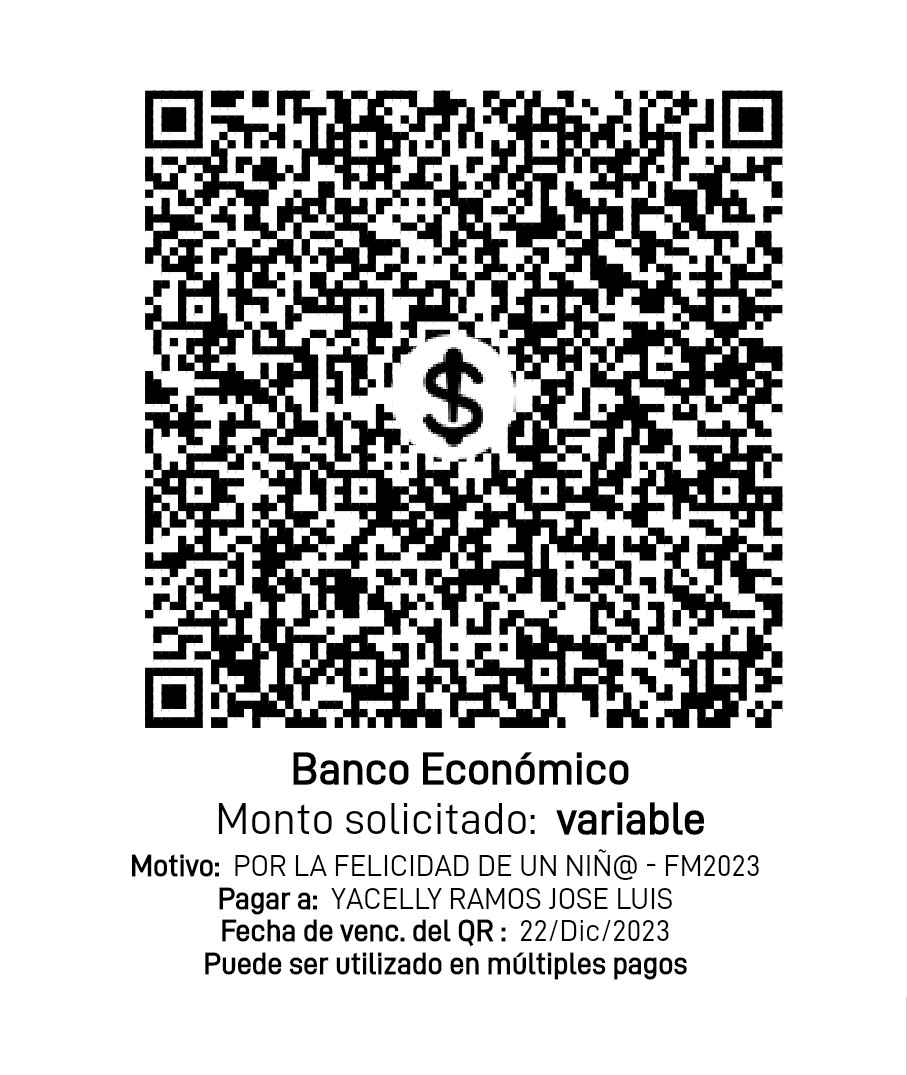 $
Banco Económico
Monto solicitado: variable
Motivo: POR LA FELICIDAD DE UN NIÑ@ - FM2023
Pagar a: YACELLY RAMOS JOSE LUIS
Fecha de venc. del QR : 22/Dic/2023
Puede ser utilizado en múltiples pagos